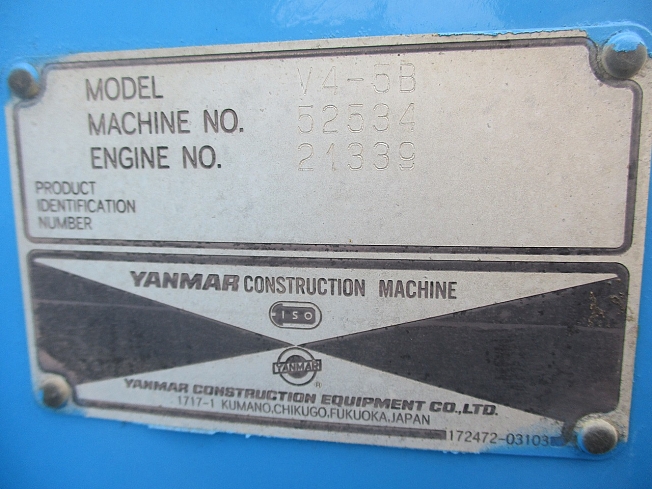 MODEL V4-5B
MACHINE NO. 52534
ENGINE NO. 21339
PRODUCT
IDENTIFICATION
NUMBER
YANMAR CONSTRUCTION MACHINE
ISO
YANMAR
®
YANMAR CONSTRUCTION EQUIPMENT CO.,LTD.
1717-1 KUMANO,CHIKUGO,FUKUOKA,JAPAN
172472-03103